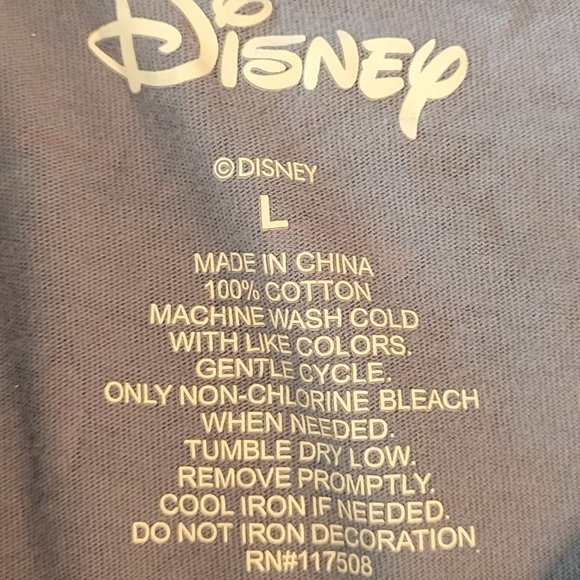 Disney
©DISNEY
L
MADE IN CHINA
100% COTTON
MACHINE WASH COLD
WITH LIKE COLORS.
GENTLE CYCLE.
ONLY NON-CHLORINE BLEACH
WHEN NEEDED.
TUMBLE DRY LOW.
REMOVE PROMPTLY.
COOL IRON IF NEEDED.
DO NOT IRON DECORATION.
RN#117508